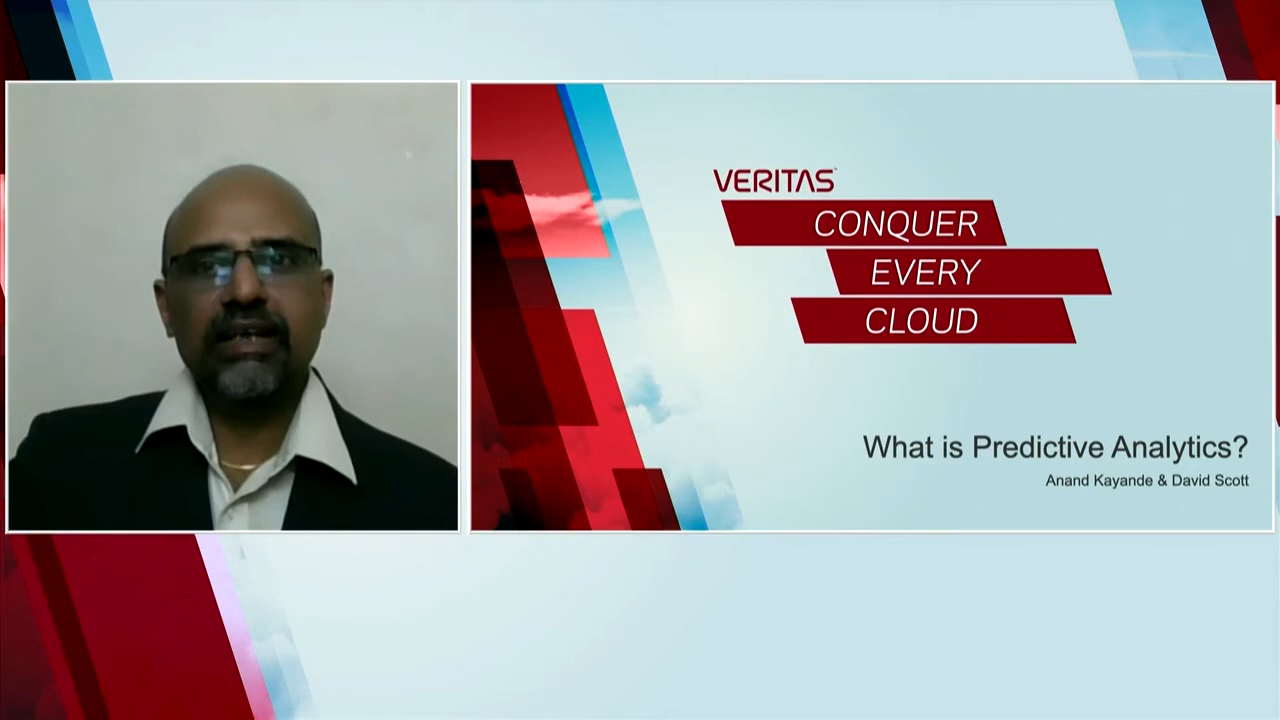 VERITAS
CONQUER
EVERY
CLOUD
What is Predictive Analytics?
Anand Kayande & David Scott